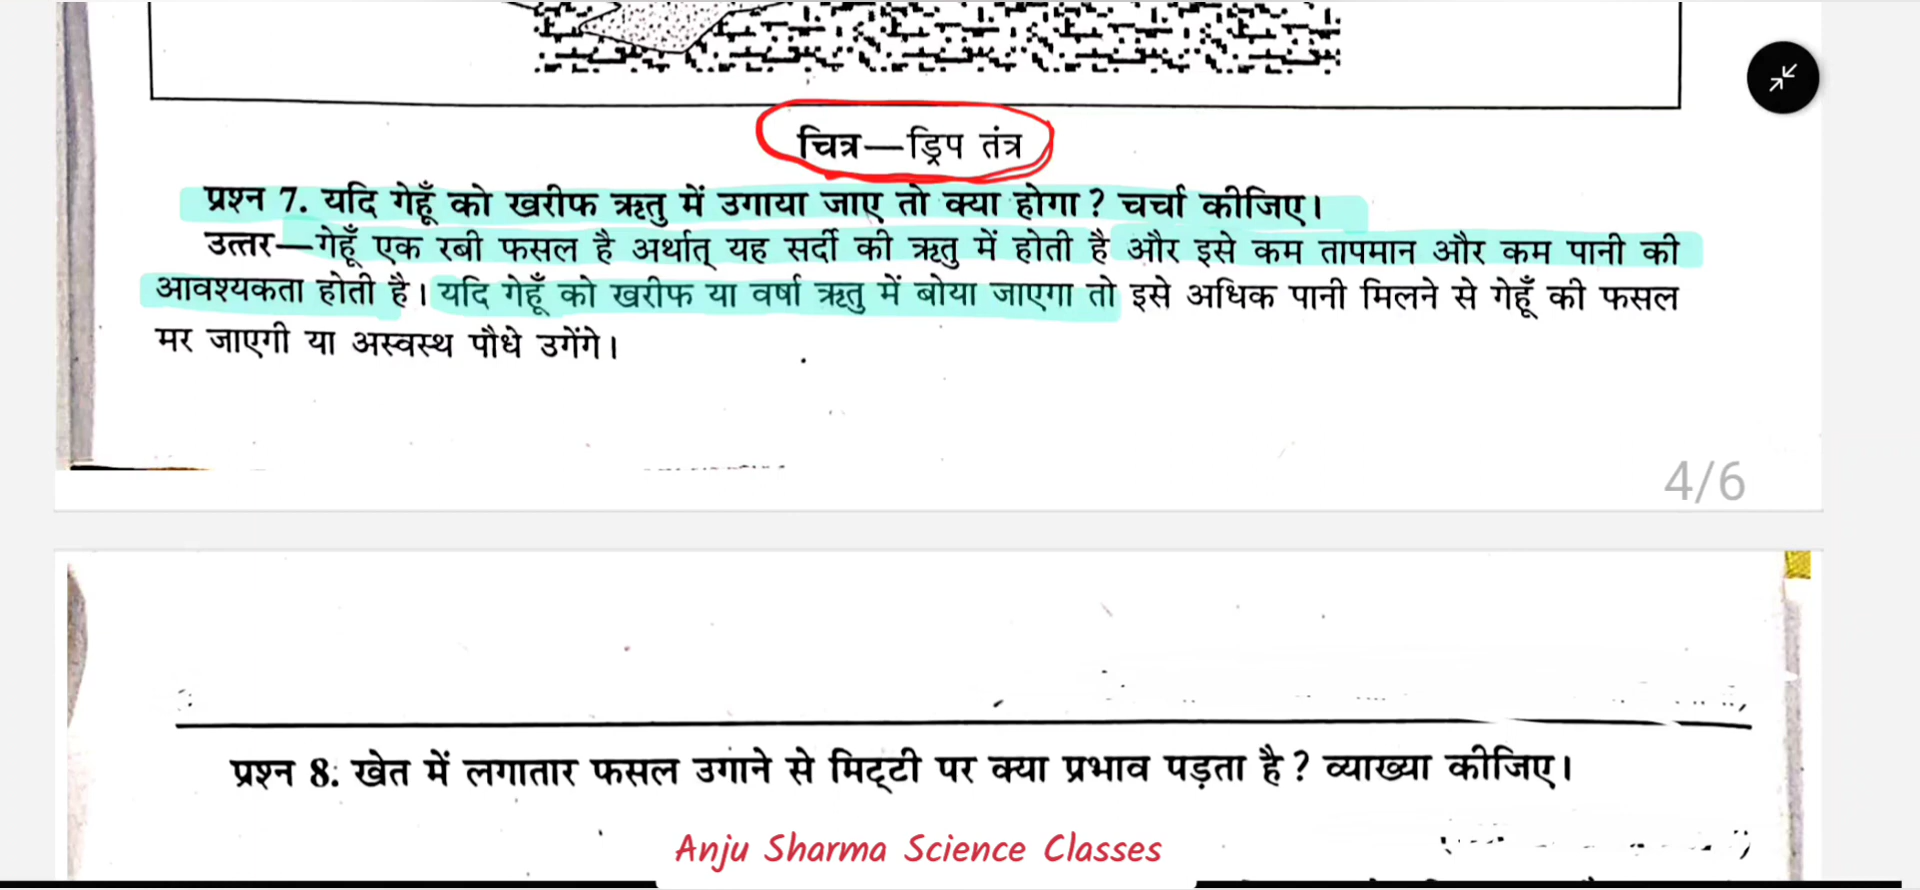 चित्र—ड्रिप तंत्र
प्रश्न 7. यदि गेहूँ को खरीफ ऋतु में उगाया जाए तो क्या होगा? चर्चा कीजिए।
उत्तर—गेहूँ एक रबी फसल है अर्थात् यह सर्दी की ऋतु में होती है और इसे कम तापमान और कम पानी की
आवश्यकता होती है। यदि गेहूँ को खरीफ या वर्षा ऋतु में बोया जाएगा तो इसे अधिक पानी मिलने से गेहूँ की फसल
मर जाएगी या अस्वस्थ पौधे उगेंगे।
4/6
प्रश्न 8. खेत में लगातार फसल उगाने से मिट्टी पर क्या प्रभाव पड़ता है? व्याख्या कीजिए।
Anju Sharma Science Classes